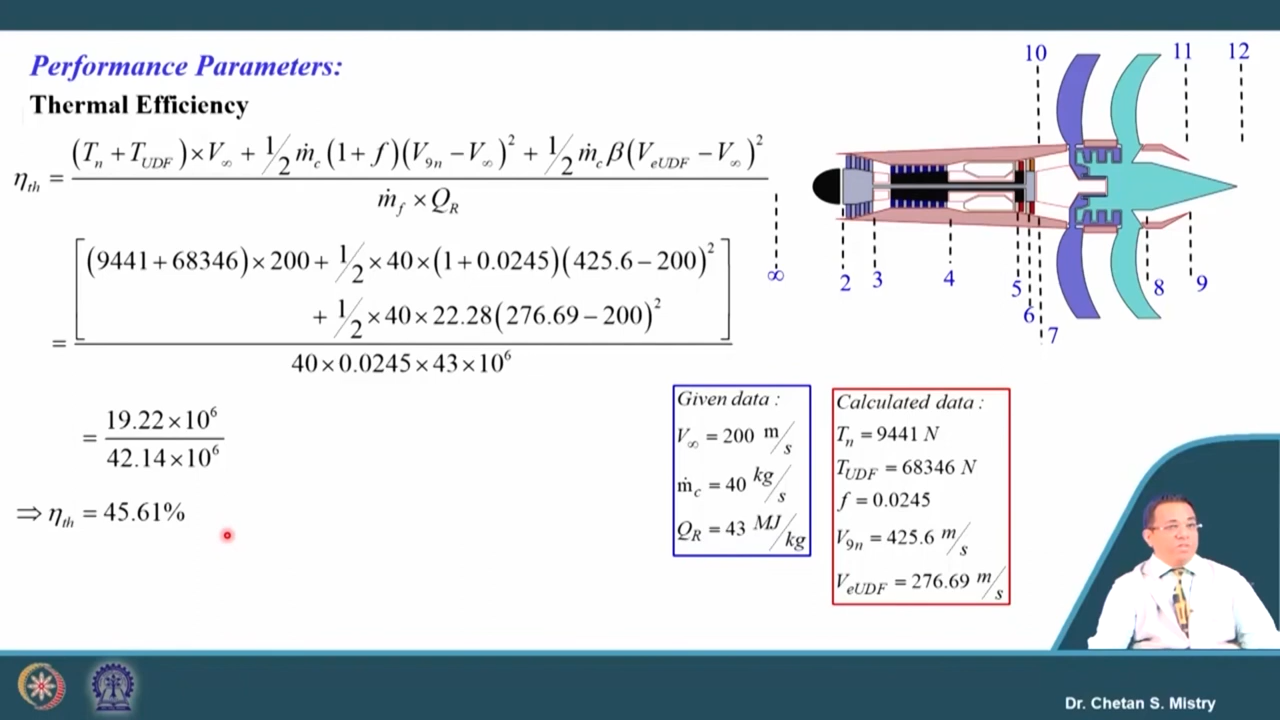 Performance Parameters:
Thermal Efficiency
η_th = ((T_n + T_UDF) × V_∞ + 1/2 ṁ_c (1 + f)(V_9n − V_∞)² + 1/2 ṁ_c β(V_eUDF − V_∞)²) / (ṁ_f × Q_R)
= [(9441 + 68346) × 200 + 1/2 × 40 × (1 + 0.0245)(425.6 − 200)²
+ 1/2 × 40 × 22.28(276.69 − 200)²]
40 × 0.0245 × 43 × 10⁶
= 19.22 × 10⁶ / 42.14 × 10⁶
⇒ η_th = 45.61%
10 11 12
∞ 2 3 4 5 6 7 8 9
Given data :
V_∞ = 200 m/s
ṁ_c = 40 kg/s
Q_R = 43 MJ/kg
Calculated data :
T_n = 9441 N
T_UDF = 68346 N
f = 0.0245
V_9n = 425.6 m/s
V_eUDF = 276.69 m/s
Dr. Chetan S. Mistry